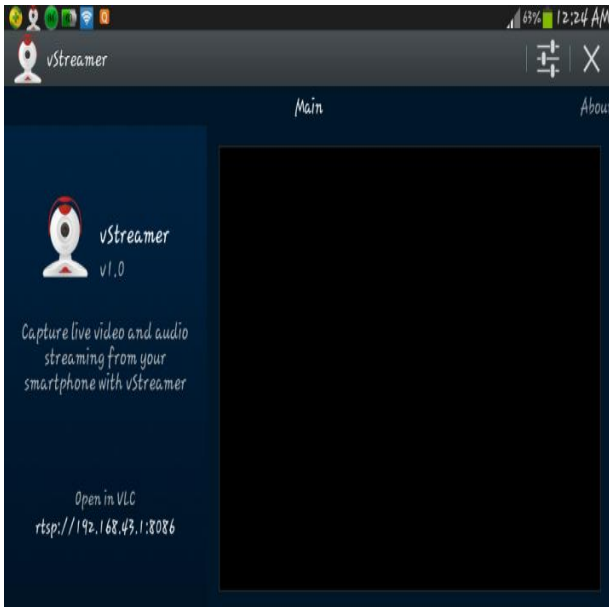 63% 12:24 AM
vStreamer
Main
Abou
vStreamer
v1.0
Capture live video and audio
streaming from your
smartphone with vStreamer
Open in VLC
rtsp://192.168.43.1:8086